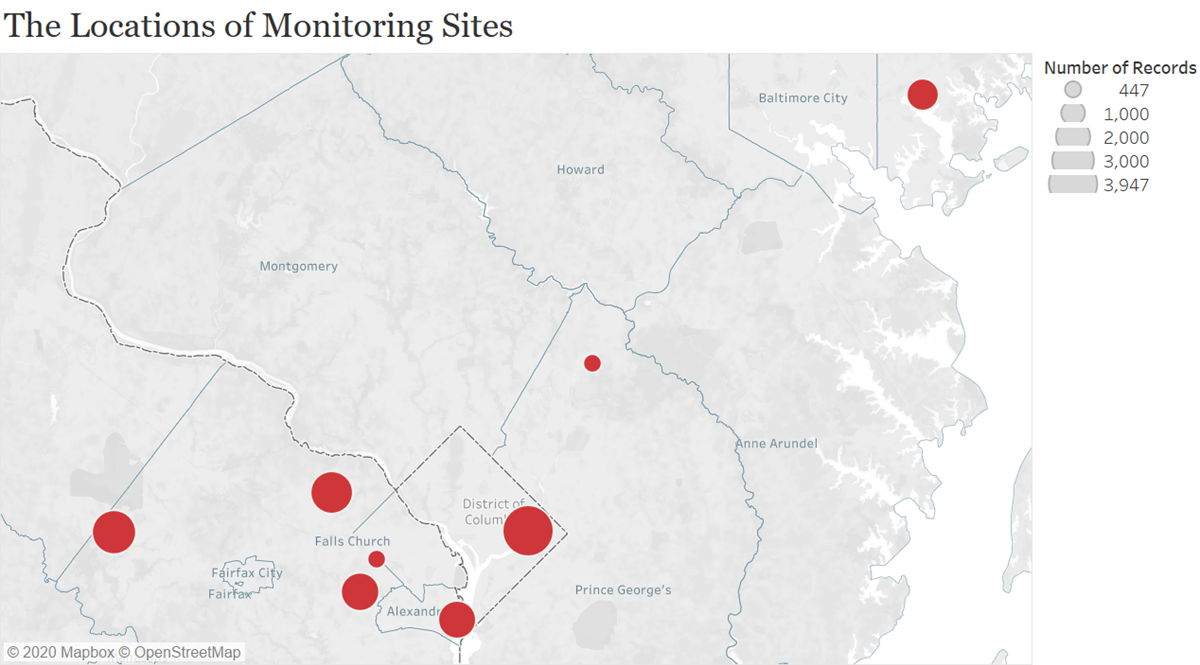 The Locations of Monitoring Sites
Number of Records
447
1,000
2,000
3,000
3,947
Baltimore City
Howard
Montgomery
Anne Arundel
District of
Colum
Falls Church
Fairfax City
Fairfax
Prince George's
Alexandr
© 2020 Mapbox © OpenStreetMap